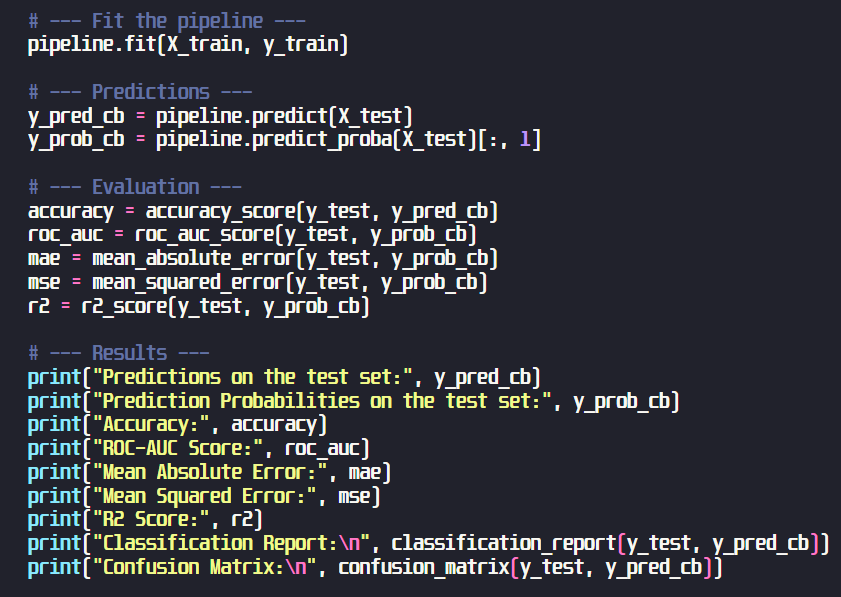 # --- Fit the pipeline ---
pipeline.fit(X_train, y_train)
# --- Predictions ---
y_pred_cb = pipeline.predict(X_test)
y_prob_cb = pipeline.predict_proba(X_test)[:, 1]
# --- Evaluation ---
accuracy = accuracy_score(y_test, y_pred_cb)
roc_auc = roc_auc_score(y_test, y_prob_cb)
mae = mean_absolute_error(y_test, y_prob_cb)
mse = mean_squared_error(y_test, y_prob_cb)
r2 = r2_score(y_test, y_prob_cb)
# --- Results ---
print("Predictions on the test set:", y_pred_cb)
print("Prediction Probabilities on the test set:", y_prob_cb)
print("Accuracy:", accuracy)
print("ROC-AUC Score:", roc_auc)
print("Mean Absolute Error:", mae)
print("Mean Squared Error:", mse)
print("R2 Score:", r2)
print("Classification Report:\n", classification_report(y_test, y_pred_cb))
print("Confusion Matrix:\n", confusion_matrix(y_test, y_pred_cb))